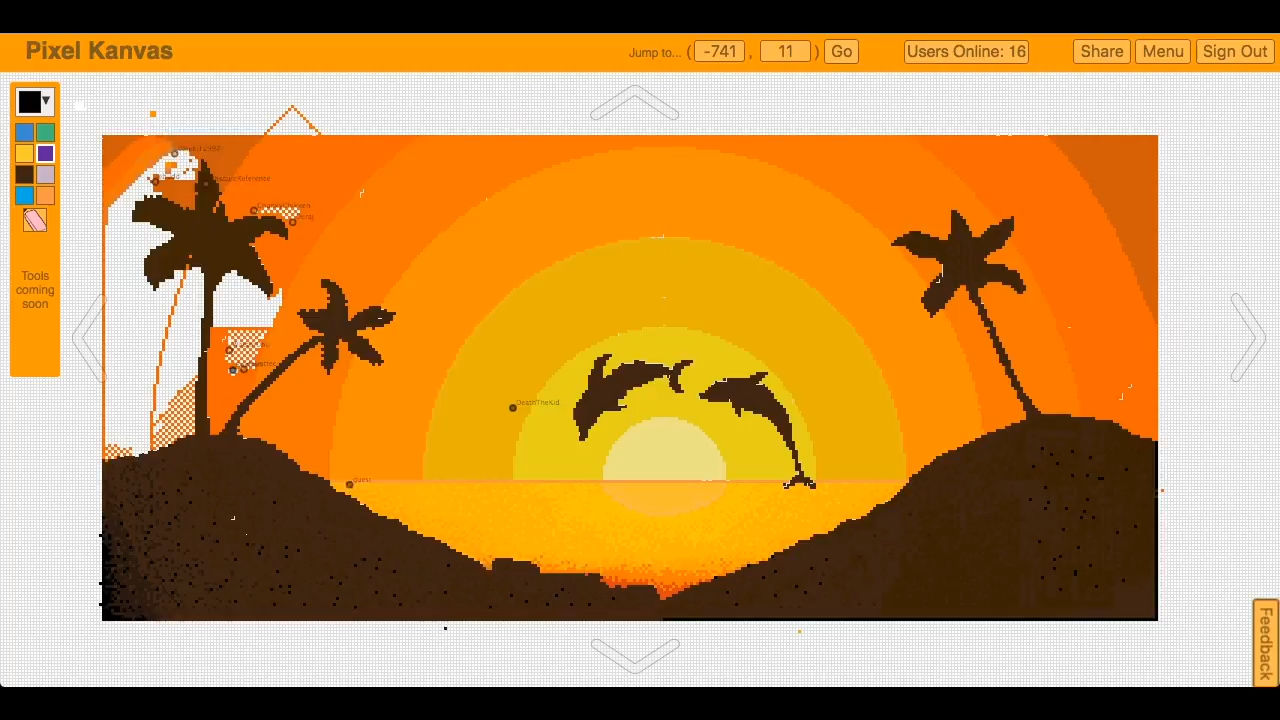 Pixel Kanvas
Jump to... ( -741 , 11 ) Go
Users Online: 16
Share
Menu
Sign Out
Tools
coming
soon
DeathTheKid
guest
Feedback